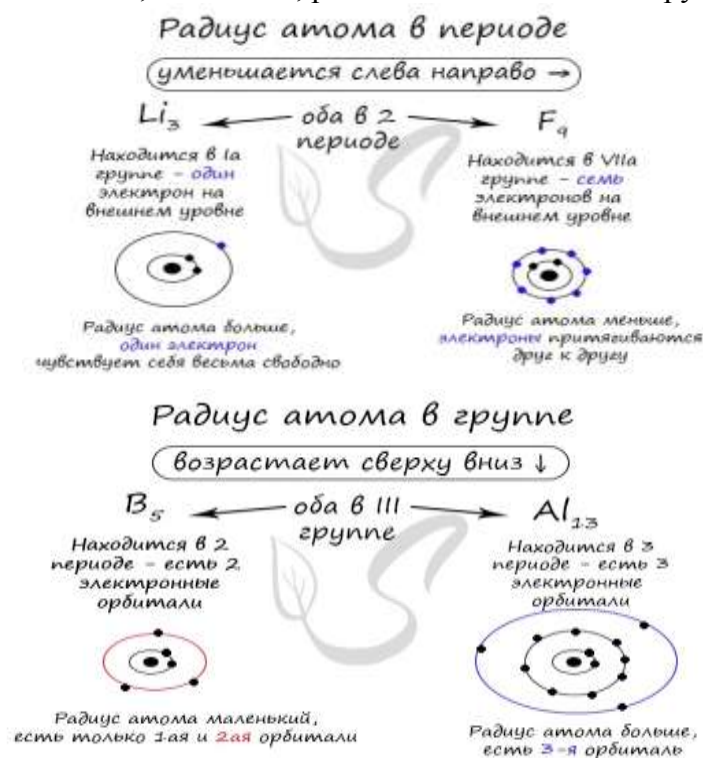 Радиус атома в периоде
уменьшается слева направо →
Li₃ оба в 2 F₉
периоде
Находится в Iа
группе - один
электрон на
внешнем уровне
Находится в VIIа
группе - семь
электронов на
внешнем уровне
Радиус атома больше,
один электрон
чувствует себя весьма свободно
Радиус атома меньше,
электроны притягиваются
друг к другу
Радиус атома в группе
возрастает сверху вниз ↓
B₅ оба в III Al₁₃
группе
Находится в 2
периоде - есть 2
электронные
орбитали
Находится в 3
периоде - есть 3
электронные
орбитали
Радиус атома маленький,
есть только 1ая и 2ая орбитали
Радиус атома больше,
есть 3-я орбиталь